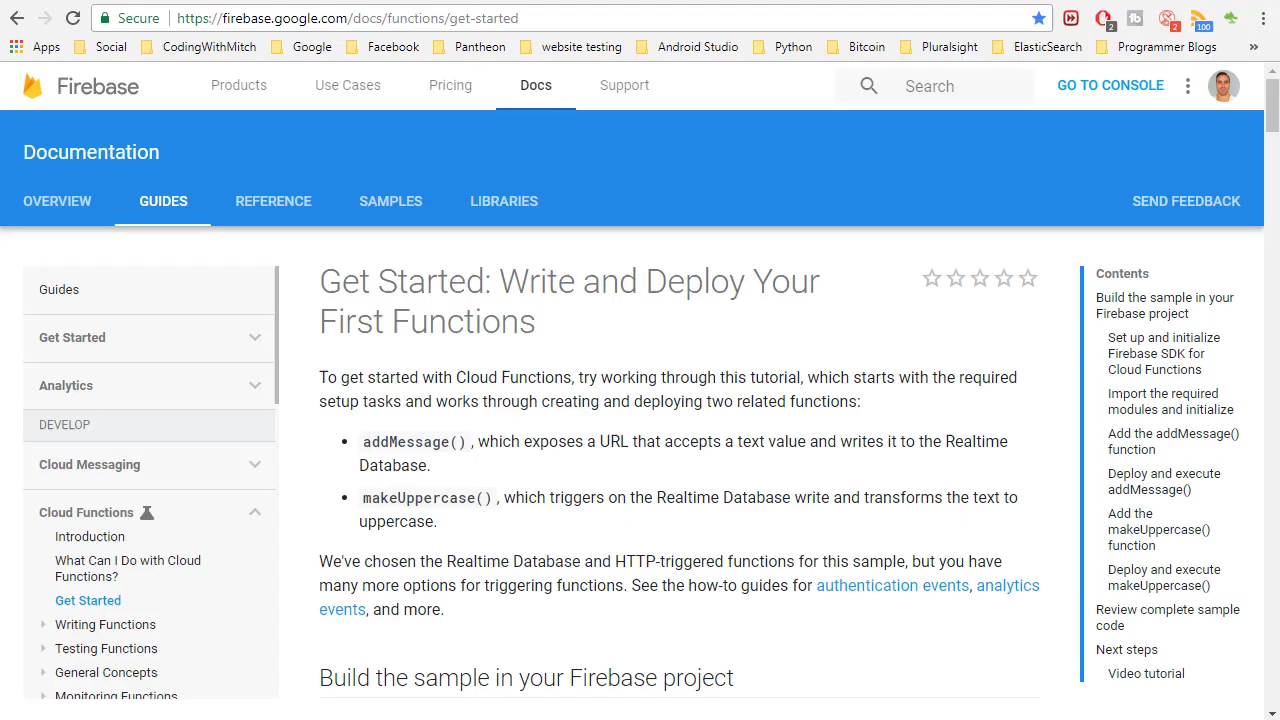 Secure https://firebase.google.com/docs/functions/get-started 2 2 100
Apps Social CodingWithMitch Google Facebook Pantheon website testing Android Studio Python Bitcoin Pluralsight ElasticSearch Programmer Blogs »
Firebase Products Use Cases Pricing Docs Support Search GO TO CONSOLE
Documentation
OVERVIEW GUIDES REFERENCE SAMPLES LIBRARIES SEND FEEDBACK
Guides
Get Started
Analytics
DEVELOP
Cloud Messaging
Cloud Functions
Introduction
What Can I Do with Cloud
Functions?
Get Started
Writing Functions
Testing Functions
General Concepts
Monitoring Functions
Get Started: Write and Deploy Your
First Functions
To get started with Cloud Functions, try working through this tutorial, which starts with the required
setup tasks and works through creating and deploying two related functions:
• addMessage(), which exposes a URL that accepts a text value and writes it to the Realtime
Database.
• makeUppercase(), which triggers on the Realtime Database write and transforms the text to
uppercase.
We've chosen the Realtime Database and HTTP-triggered functions for this sample, but you have
many more options for triggering functions. See the how-to guides for authentication events, analytics
events, and more.
Build the sample in your Firebase project
Contents
Build the sample in your
Firebase project
Set up and initialize
Firebase SDK for
Cloud Functions
Import the required
modules and initialize
Add the addMessage()
function
Deploy and execute
addMessage()
Add the
makeUppercase()
function
Deploy and execute
makeUppercase()
Review complete sample
code
Next steps
Video tutorial